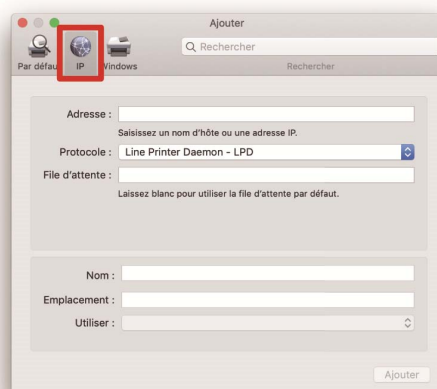 Ajouter
Rechercher
Par défaut IP Windows Rechercher
Adresse :
Saisissez un nom d'hôte ou une adresse IP.
Protocole : Line Printer Daemon - LPD
File d'attente :
Laissez blanc pour utiliser la file d'attente par défaut.
Nom :
Emplacement :
Utiliser :
Ajouter